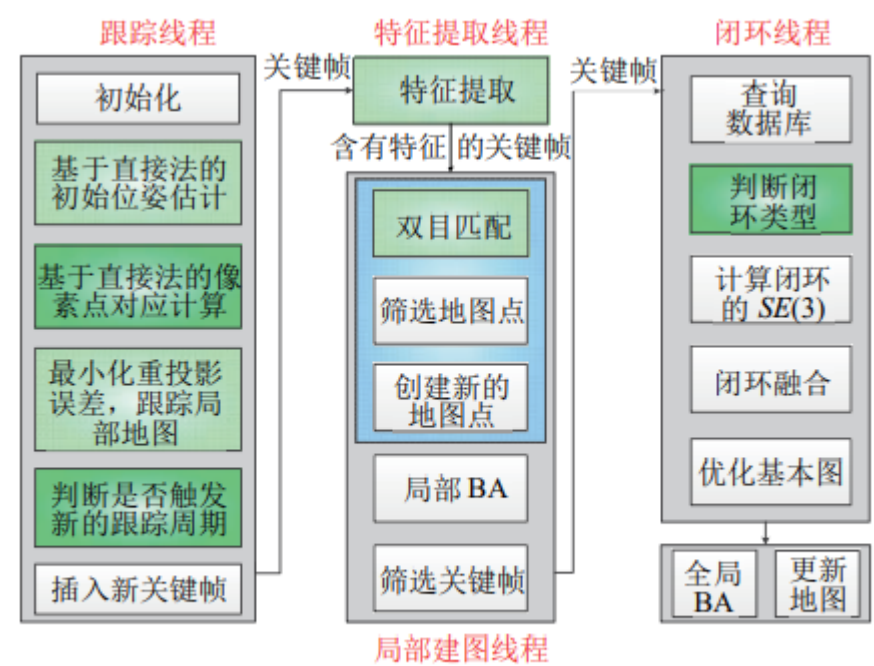 跟踪线程
初始化
基于直接法的
初始位姿估计
基于直接法的像
素点对应计算
最小化重投影
误差，跟踪局
部地图
判断是否触发
新的跟踪周期
插入新关键帧
关键帧
特征提取线程
特征提取
含有特征 的关键帧
双目匹配
筛选地图点
创建新的
地图点
局部 BA
筛选关键帧
局部建图线程
关键帧
闭环线程
查询
数据库
判断闭
环类型
计算闭环
的 SE(3)
闭环融合
优化基本图
全局
BA
更新
地图